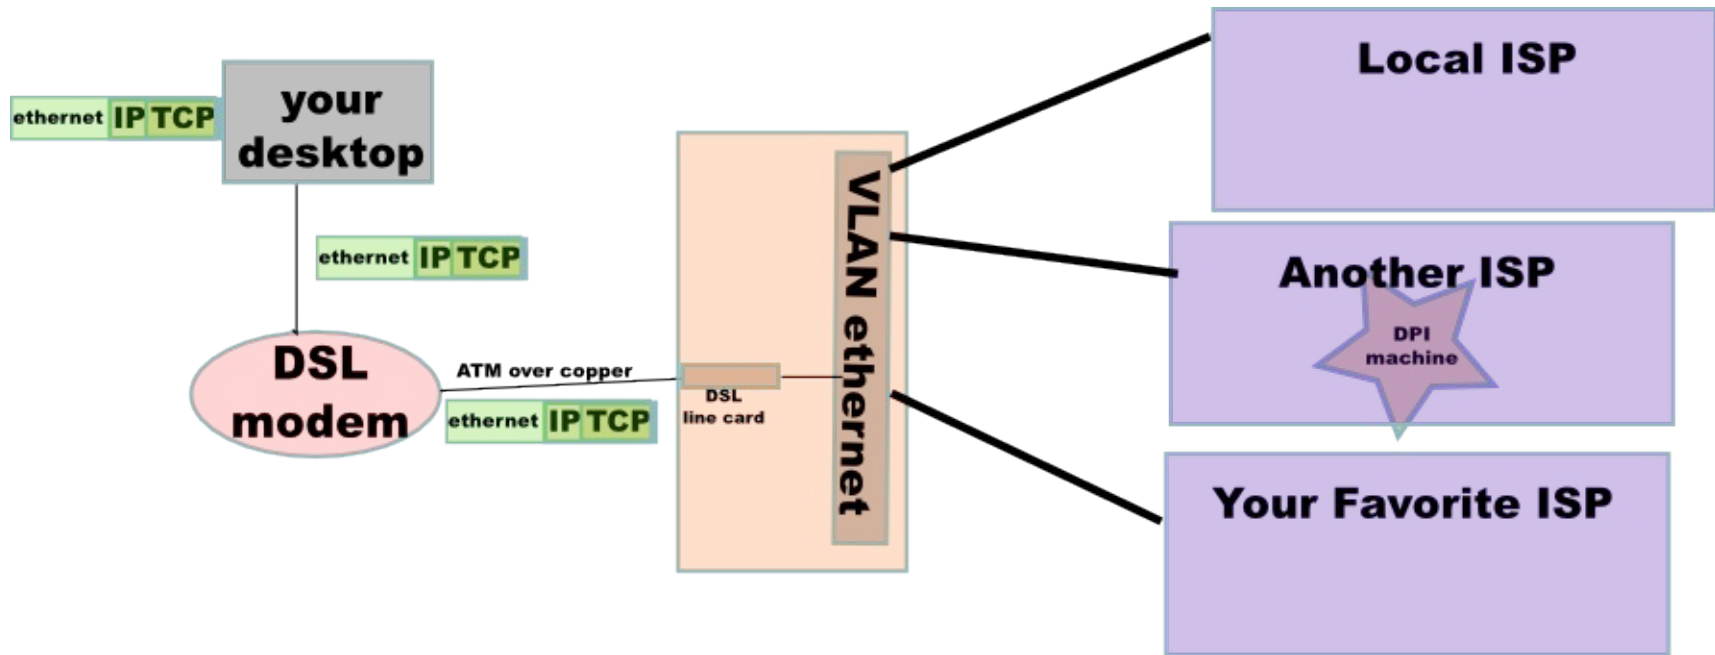 Local ISP
your
desktop
ethernet IP TCP
VLAN ethernet
ethernet IP TCP
Another ISP
DPI
machine
DSL
modem
ATM over copper
DSL
line card
ethernet IP TCP
Your Favorite ISP